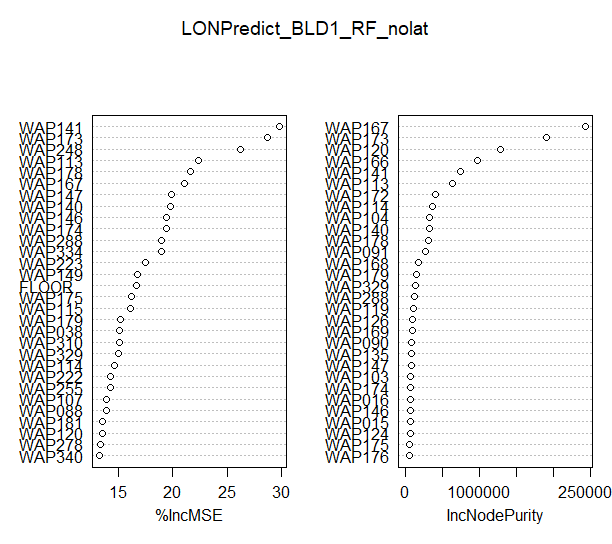 LONPredict_BLD1_RF_nolat
WAP141
WAP173
WAP248
WAP113
WAP178
WAP167
WAP147
WAP140
WAP146
WAP174
WAP288
WAP334
WAP223
WAP149
FLOOR
WAP175
WAP115
WAP179
WAP038
WAP310
WAP329
WAP114
WAP222
WAP255
WAP107
WAP088
WAP181
WAP120
WAP278
WAP340
15 20 25 30
%IncMSE
WAP167
WAP173
WAP120
WAP166
WAP141
WAP113
WAP172
WAP114
WAP104
WAP140
WAP178
WAP091
WAP168
WAP179
WAP329
WAP288
WAP119
WAP126
WAP169
WAP090
WAP135
WAP147
WAP103
WAP174
WAP016
WAP146
WAP015
WAP124
WAP175
WAP176
0 1000000 250000
IncNodePurity